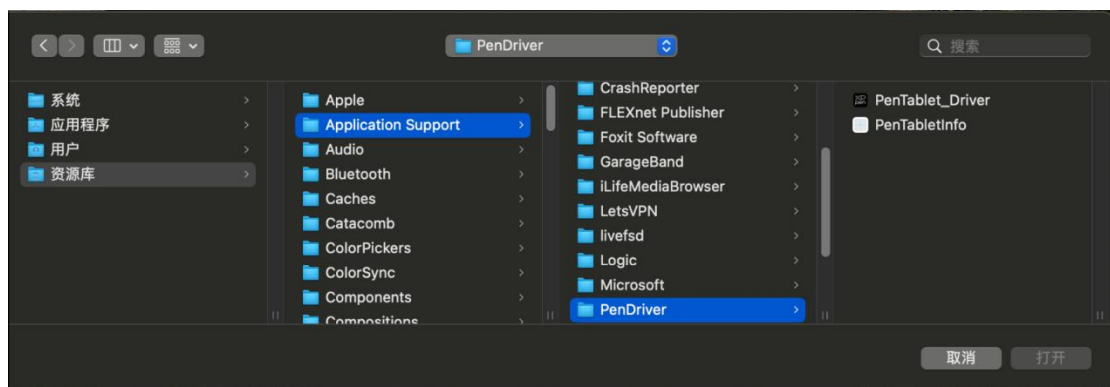 PenDriver
搜索
系统
应用程序
用户
资源库
Apple
Application Support
Audio
Bluetooth
Caches
Catacomb
ColorPickers
ColorSync
Components
Compositions
CrashReporter
FLEXnet Publisher
Foxit Software
GarageBand
iLifeMediaBrowser
LetsVPN
livefsd
Logic
Microsoft
PenDriver
PenTablet_Driver
PenTabletInfo
取消
打开